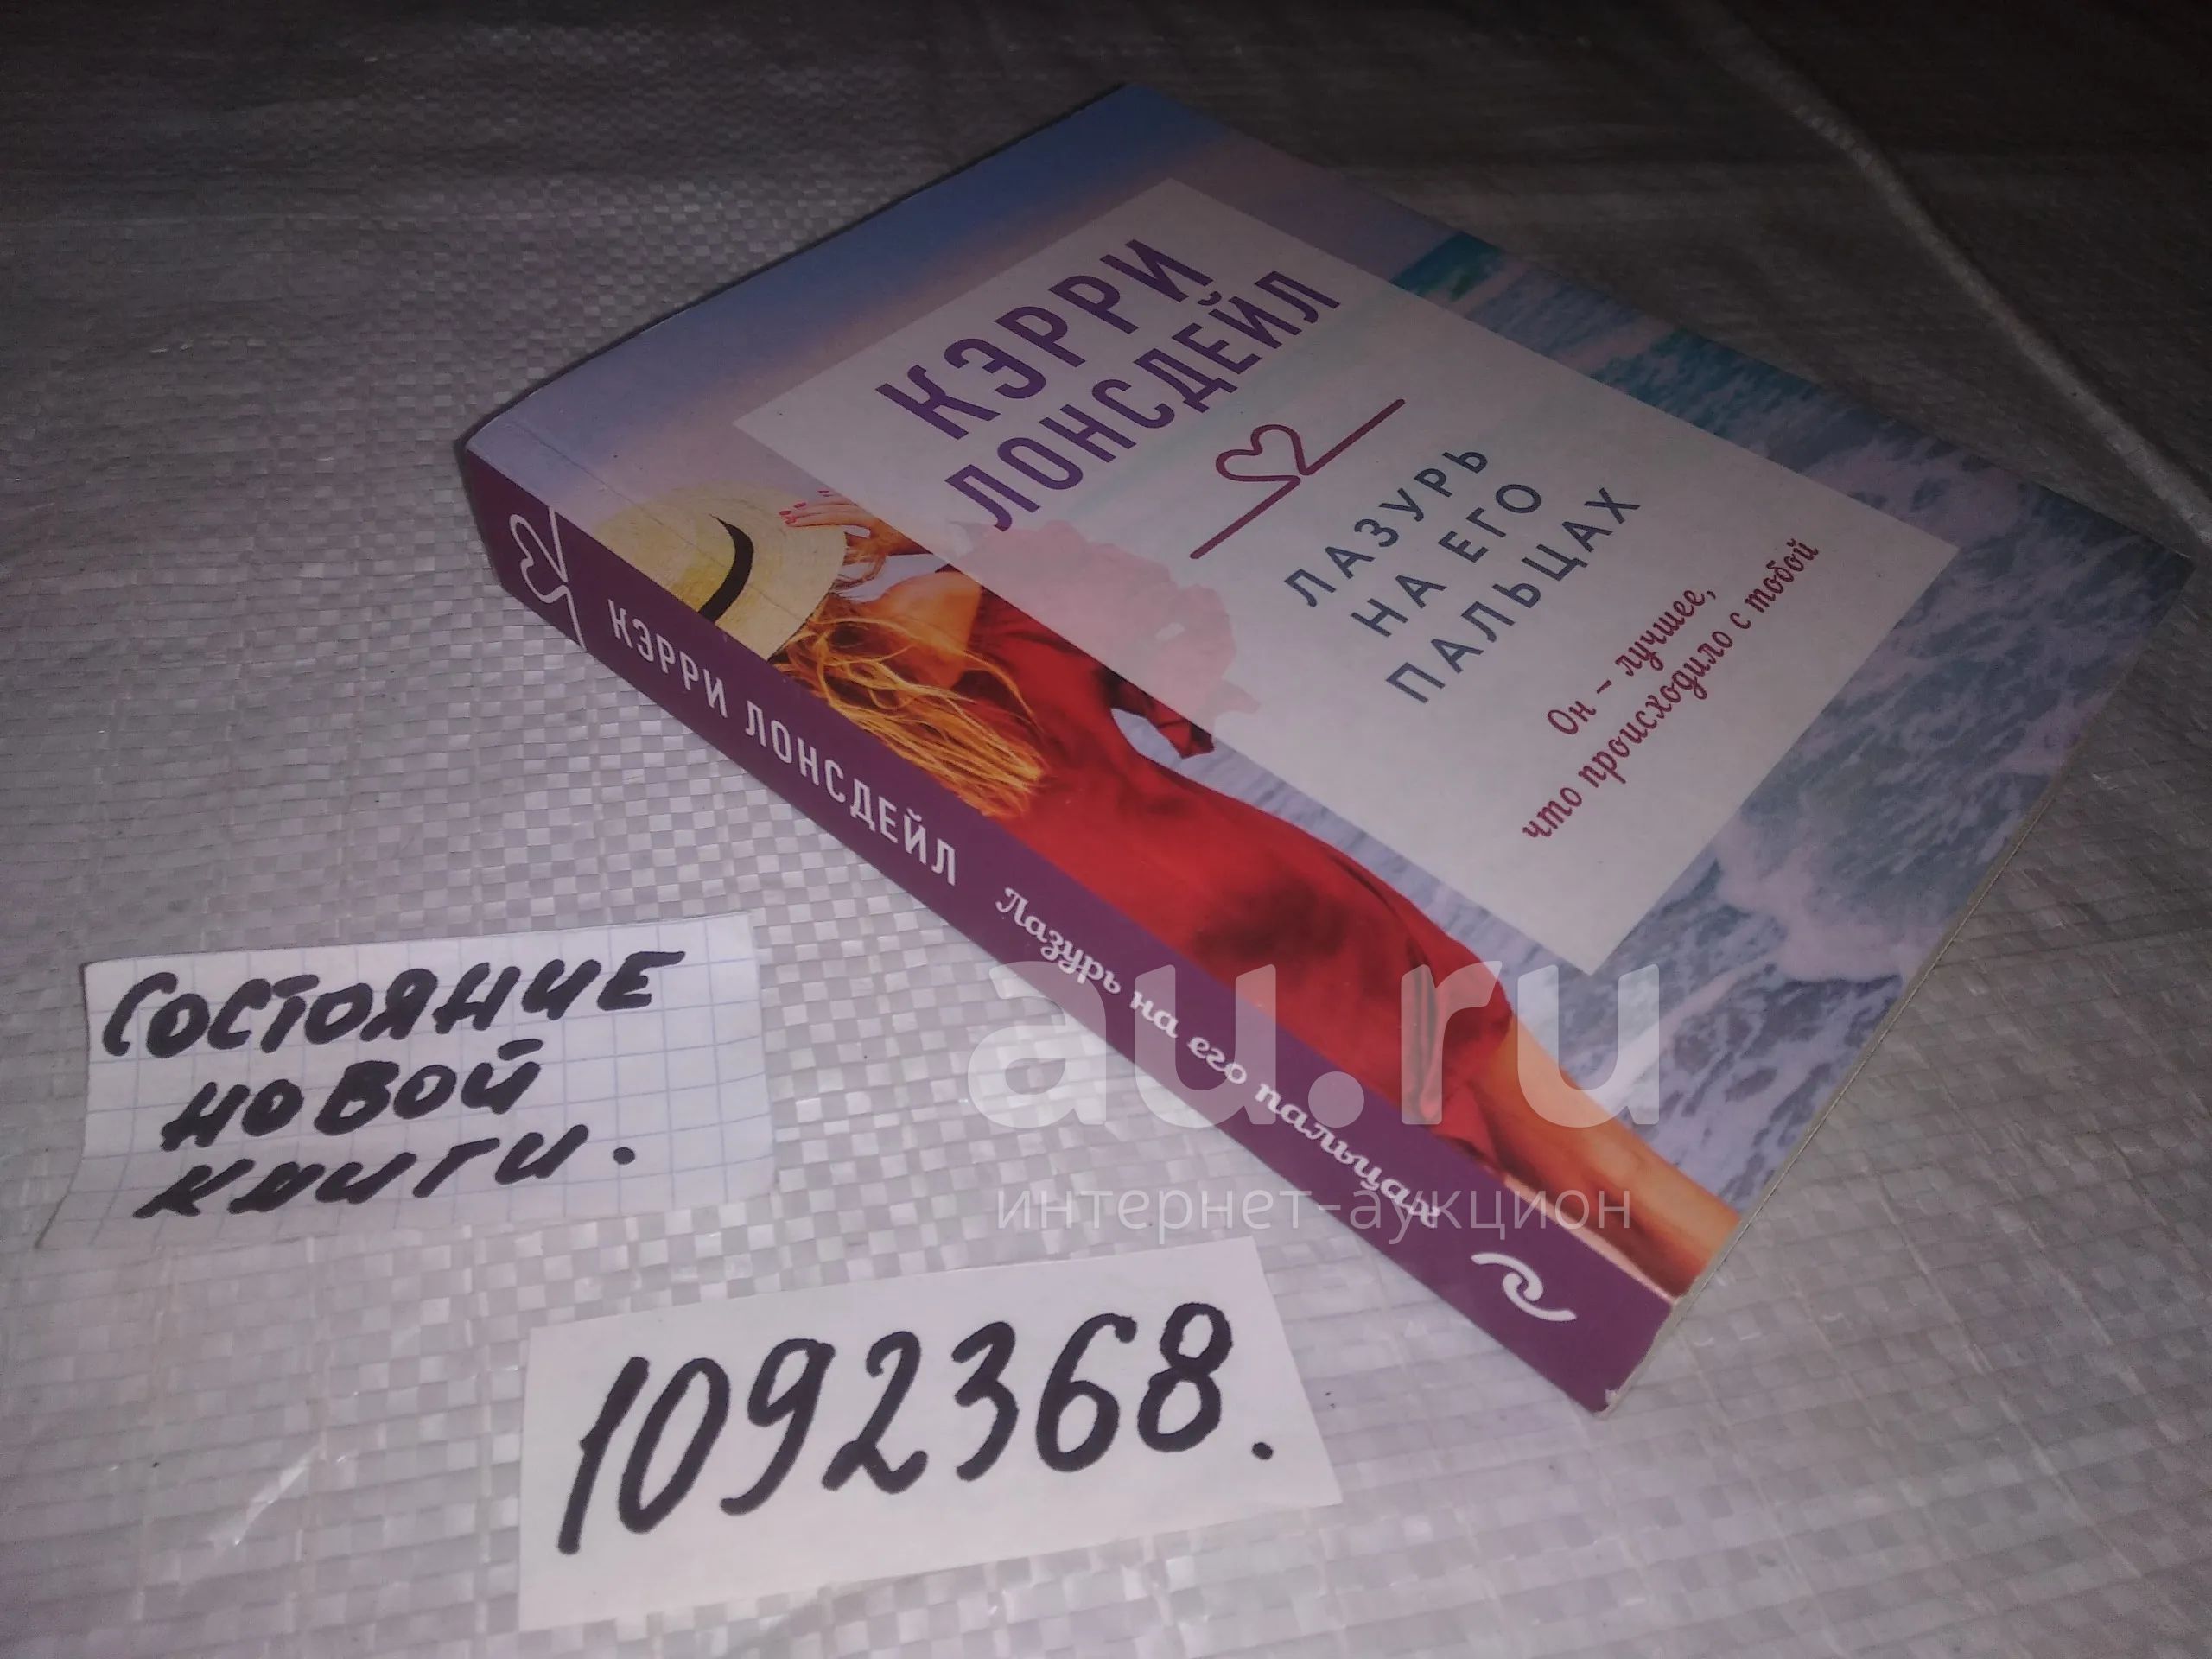 КЭРРИ
ЛОНСДЕЙЛ
ЛАЗУРЬ
НА ЕГО
ПАЛЬЦАХ
Он – лучшее,
что происходило с тобой
КЭРРИ ЛОНСДЕЙЛ Лазурь на его пальцах
au.ru
интернет-аукцион
Состояние
новой
книги.
1092368.